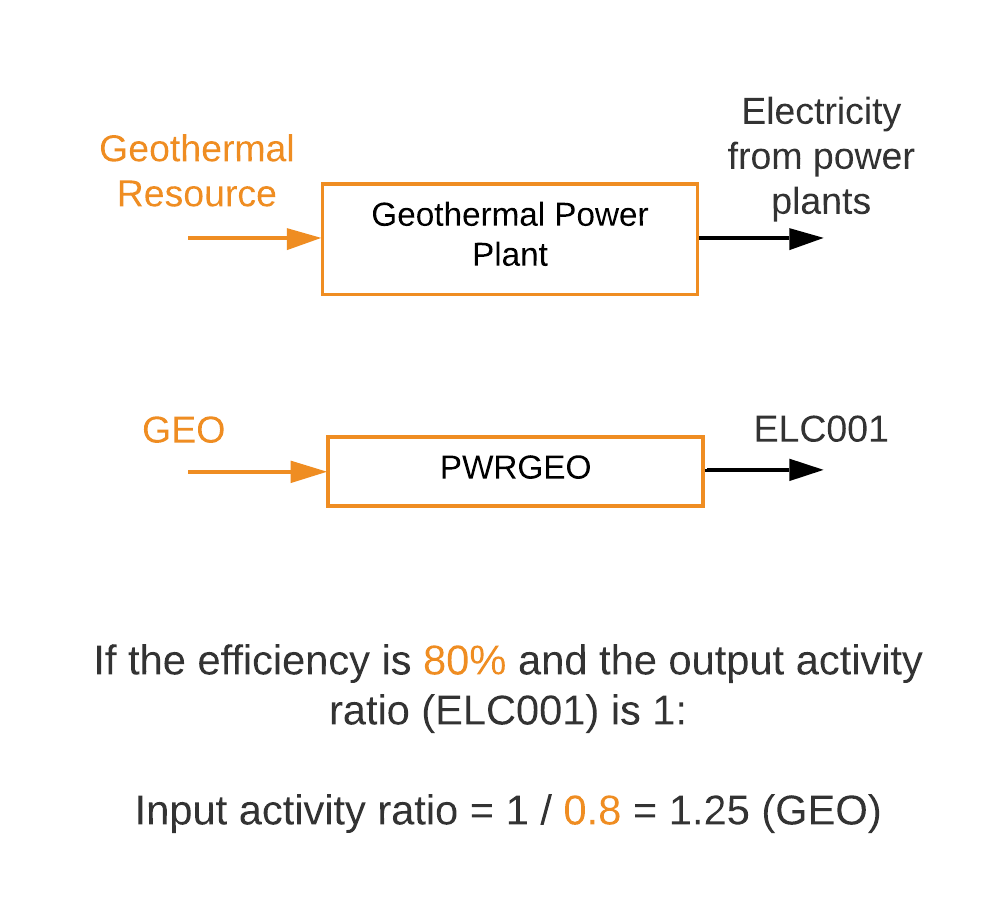 Geothermal
Resource
Electricity
from power
plants
Geothermal Power
Plant
GEO
PWRGEO
ELC001
If the efficiency is 80% and the output activity
ratio (ELC001) is 1:
Input activity ratio = 1 / 0.8 = 1.25 (GEO)